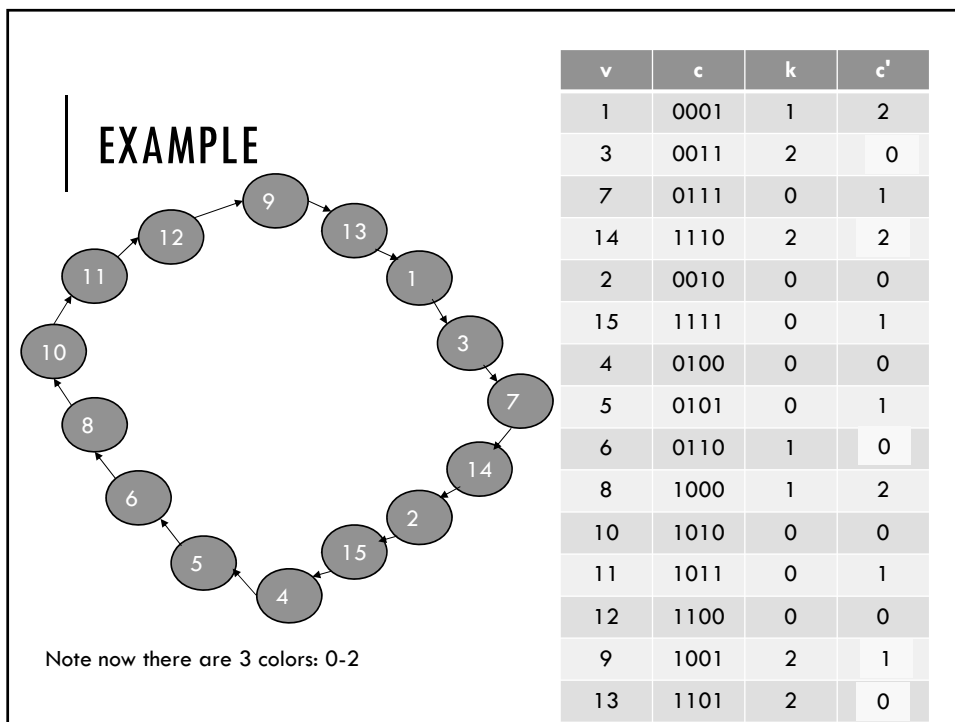 EXAMPLE
9
13
12
1
11
3
10
7
8
14
6
2
15
5
4
Note now there are 3 colors: 0-2
v c k c'
1 0001 1 2
3 0011 2 0
7 0111 0 1
14 1110 2 2
2 0010 0 0
15 1111 0 1
4 0100 0 0
5 0101 0 1
6 0110 1 0
8 1000 1 2
10 1010 0 0
11 1011 0 1
12 1100 0 0
9 1001 2 1
13 1101 2 0